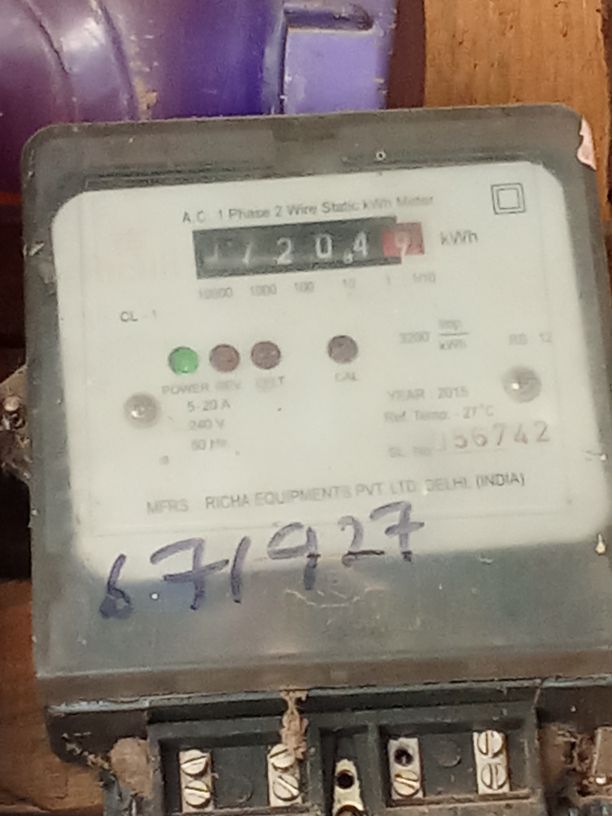 A.C. 1 Phase 2 Wire Static kWh Meter
kWh
10000 1000 100 10 1 1/10
CL - 1
3200 imp/kWh
POWER REV CAL
5-20 A
240 V
50 Hz
YEAR : 2015
Ref. Temp. - 27°C
SL. No. 156742
MFRS. RICHA EQUIPMENTS PVT. LTD. DELHI, (INDIA)
671927